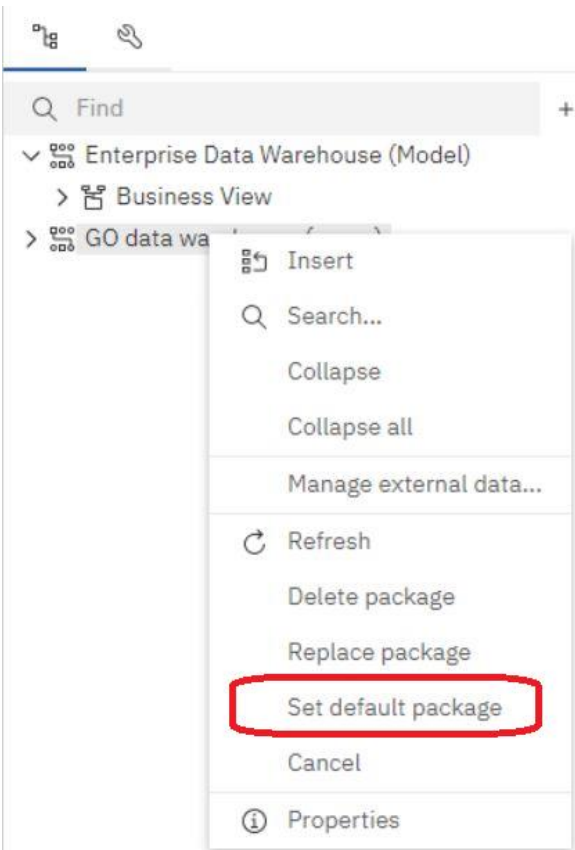 Find
+
Enterprise Data Warehouse (Model)
Business View
GO data wa
Insert
Search...
Collapse
Collapse all
Manage external data...
Refresh
Delete package
Replace package
Set default package
Cancel
Properties